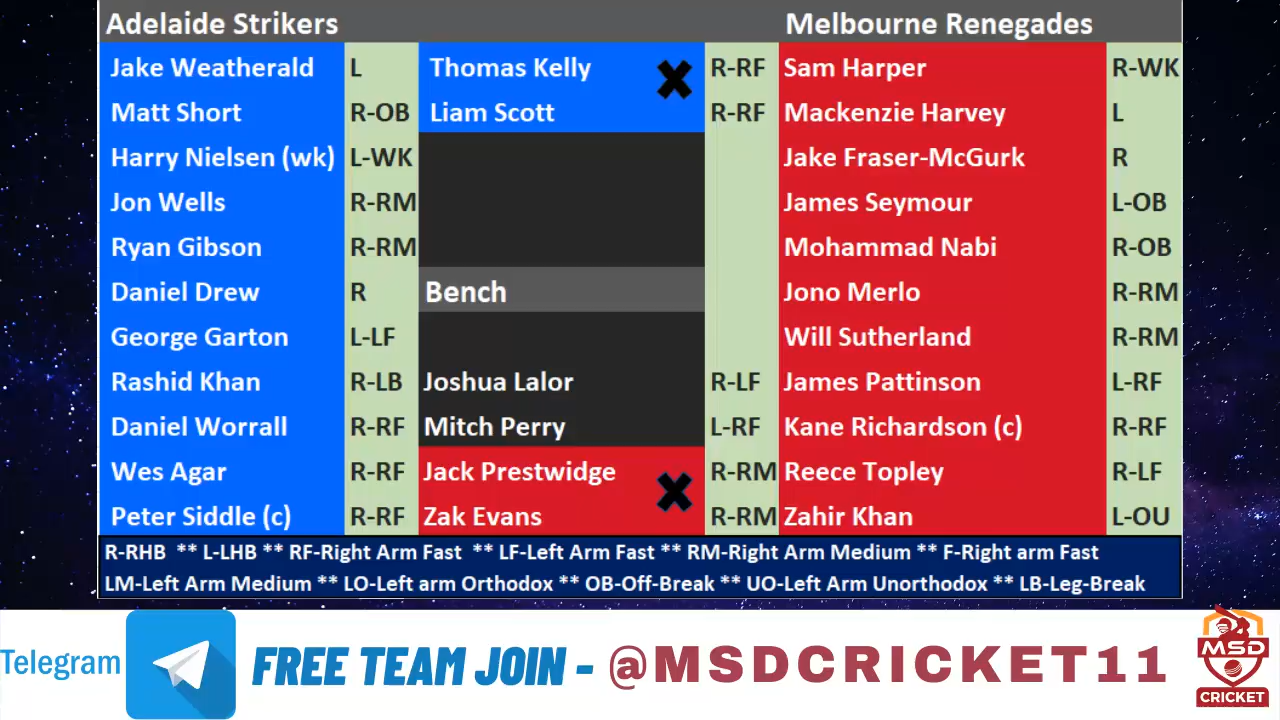 Adelaide Strikers Melbourne Renegades
Jake Weatherald L Thomas Kelly R-RF Sam Harper R-WK
Matt Short R-OB Liam Scott R-RF Mackenzie Harvey L
Harry Nielsen (wk) L-WK Jake Fraser-McGurk R
Jon Wells R-RM James Seymour L-OB
Ryan Gibson R-RM Mohammad Nabi R-OB
Daniel Drew R Bench Jono Merlo R-RM
George Garton L-LF Will Sutherland R-RM
Rashid Khan R-LB Joshua Lalor R-LF James Pattinson L-RF
Daniel Worrall R-RF Mitch Perry L-RF Kane Richardson (c) R-RF
Wes Agar R-RF Jack Prestwidge R-RM Reece Topley R-LF
Peter Siddle (c) R-RF Zak Evans R-RM Zahir Khan L-OU
R-RHB ** L-LHB ** RF-Right Arm Fast ** LF-Left Arm Fast ** RM-Right Arm Medium ** F-Right arm Fast
LM-Left Arm Medium ** LO-Left arm Orthodox ** OB-Off-Break ** UO-Left Arm Unorthodox ** LB-Leg-Break
Telegram FREE TEAM JOIN - @MSDCRICKET11
MSD
CRICKET